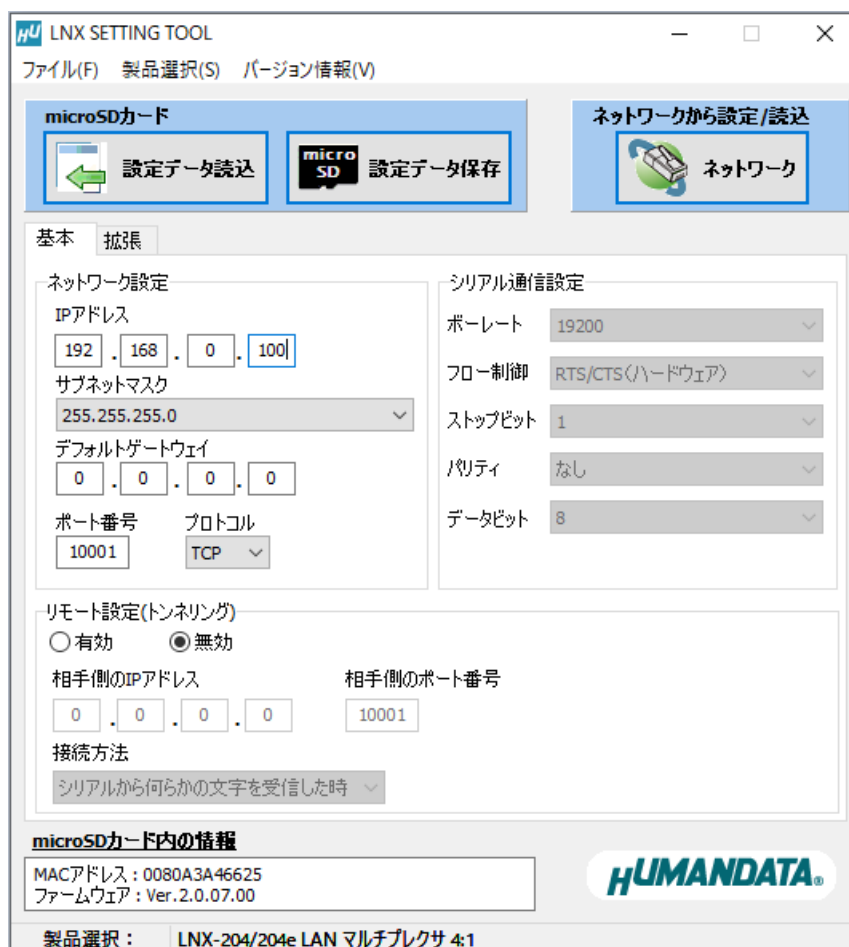 LNX SETTING TOOL
ファイル(F) 製品選択(S) バージョン情報(V)
microSDカード
設定データ読込
micro SD
設定データ保存
ネットワークから設定/読込
ネットワーク
基本 拡張
ネットワーク設定
IPアドレス
192 . 168 . 0 . 100
サブネットマスク
255.255.255.0
デフォルトゲートウェイ
0 . 0 . 0 . 0
ポート番号 プロトコル
10001 TCP
シリアル通信設定
ボーレート 19200
フロー制御 RTS/CTS(ハードウェア)
ストップビット 1
パリティ なし
データビット 8
リモート設定(トンネリング)
有効 無効
相手側のIPアドレス 相手側のポート番号
0 . 0 . 0 . 0 10001
接続方法
シリアルから何らかの文字を受信した時
microSDカード内の情報
MACアドレス : 0080A3A46625
ファームウェア : Ver.2.0.07.00
HUMANDATA®
製品選択： LNX-204/204e LAN マルチプレクサ 4:1